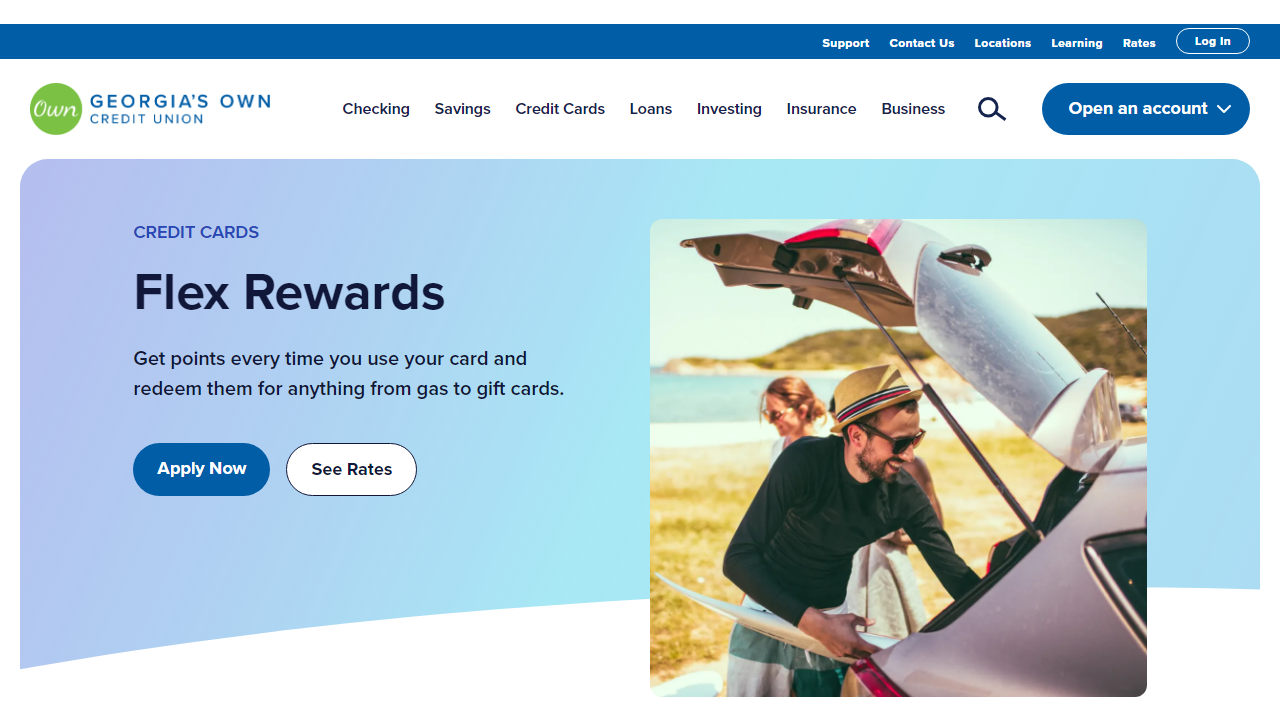 Support Contact Us Locations Learning Rates Log In
Own GEORGIA'S OWN
CREDIT UNION
Checking Savings Credit Cards Loans Investing Insurance Business Open an account
CREDIT CARDS
Flex Rewards
Get points every time you use your card and
redeem them for anything from gas to gift cards.
Apply Now See Rates